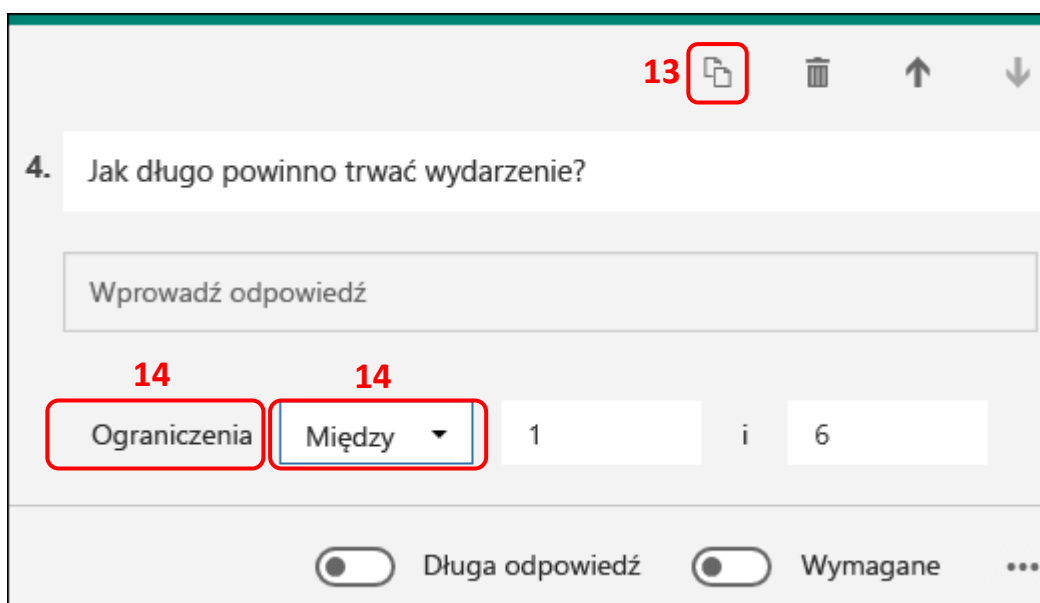 13
4. Jak długo powinno trwać wydarzenie?
Wprowadź odpowiedź
14 14
Ograniczenia Między 1 i 6
Długa odpowiedź Wymagane ...